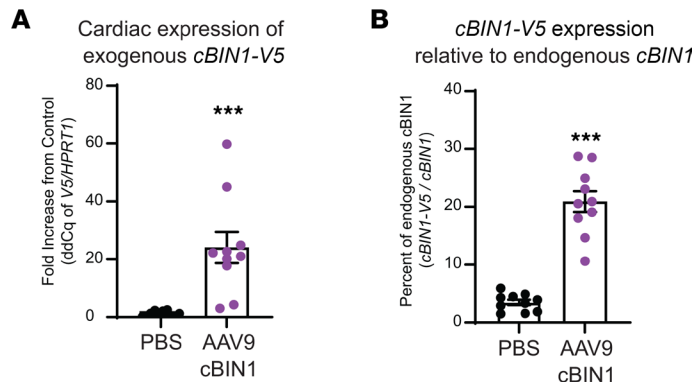 A
Cardiac expression of
exogenous cBIN1-V5
Fold Increase from Control
(ddCq of V5/HPRT1)
80
60
40
20
0
***
PBS
AAV9
cBIN1
B
cBIN1-V5 expression
relative to endogenous cBIN1
Percent of endogenous cBIN1
(cBIN1-V5 / cBIN1)
40
30
20
10
0
***
PBS
AAV9
cBIN1